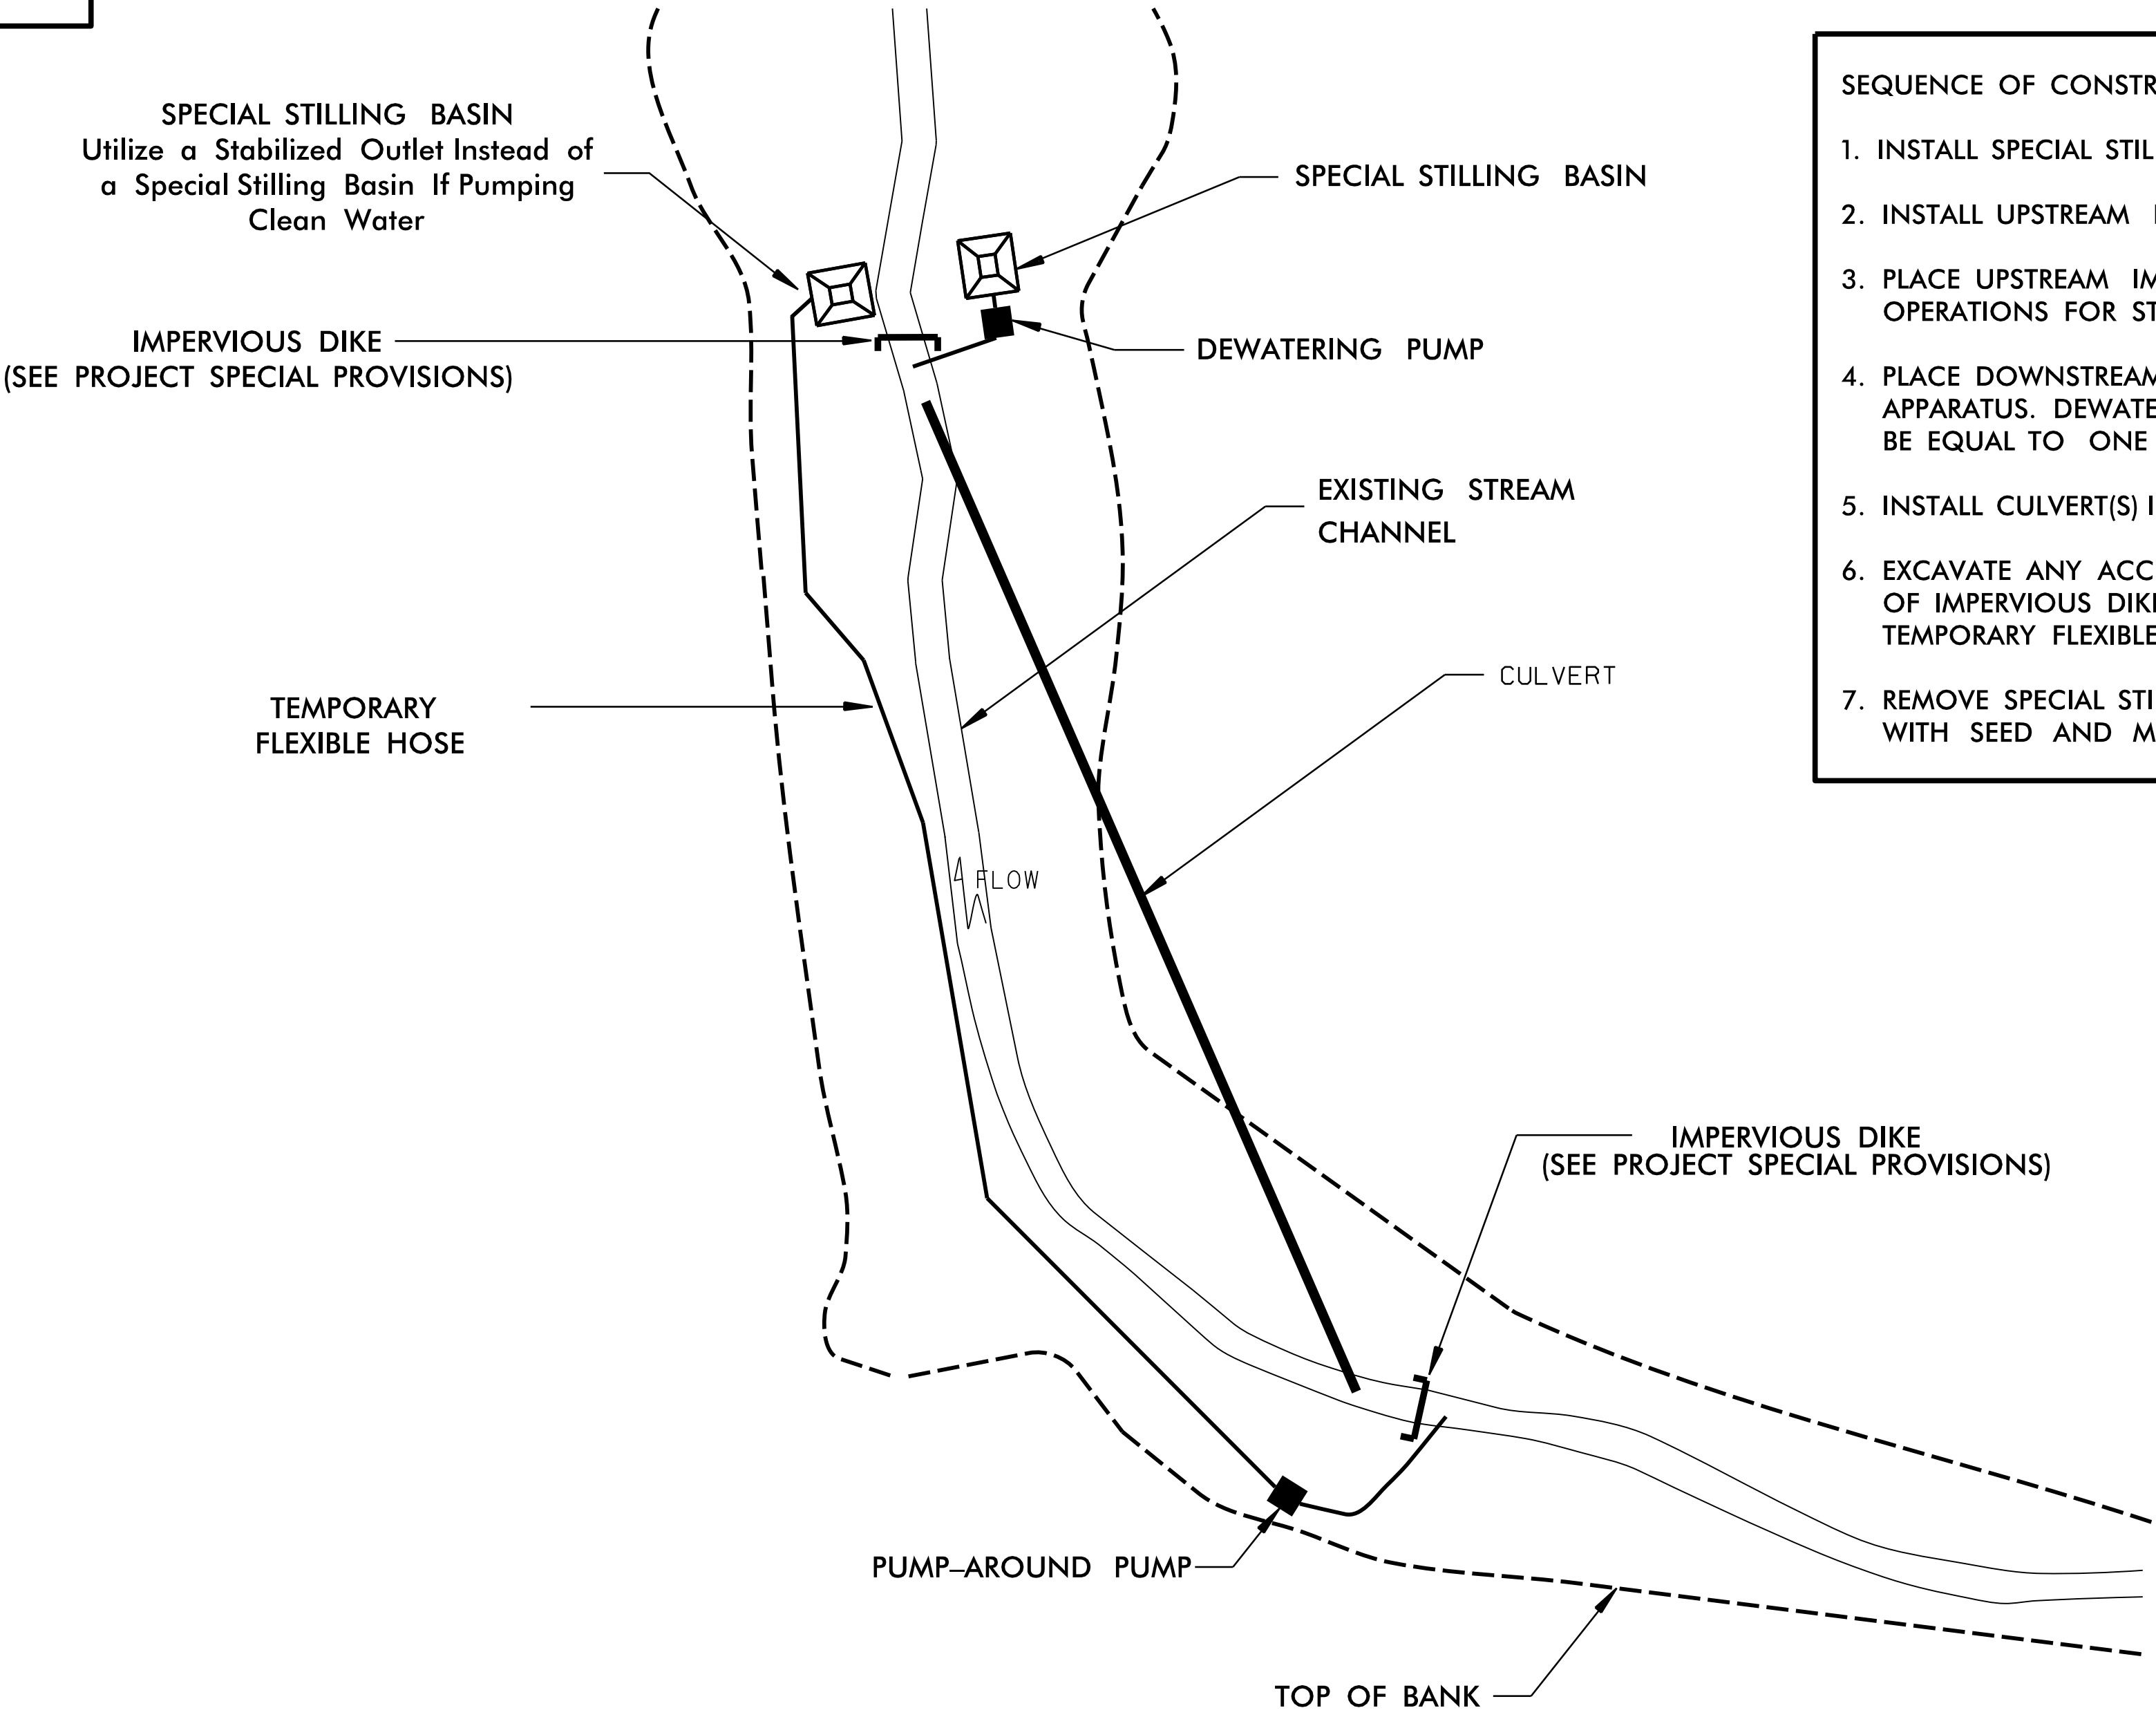 SPECIAL STILLING BASIN
Utilize a Stabilized Outlet Instead of
a Special Stilling Basin If Pumping
Clean Water
SPECIAL STILLING BASIN
IMPERVIOUS DIKE
(SEE PROJECT SPECIAL PROVISIONS)
DEWATERING PUMP
EXISTING STREAM
CHANNEL
CULVERT
TEMPORARY
FLEXIBLE HOSE
FLOW
IMPERVIOUS DIKE
(SEE PROJECT SPECIAL PROVISIONS)
PUMP-AROUND PUMP
TOP OF BANK
SEQUENCE OF CONSTR
1. INSTALL SPECIAL STIL
2. INSTALL UPSTREAM
3. PLACE UPSTREAM IM
OPERATIONS FOR ST
4. PLACE DOWNSTREAM
APPARATUS. DEWATE
BE EQUAL TO ONE
5. INSTALL CULVERT(S) I
6. EXCAVATE ANY ACC
OF IMPERVIOUS DIKE
TEMPORARY FLEXIBLE
7. REMOVE SPECIAL STI
WITH SEED AND M